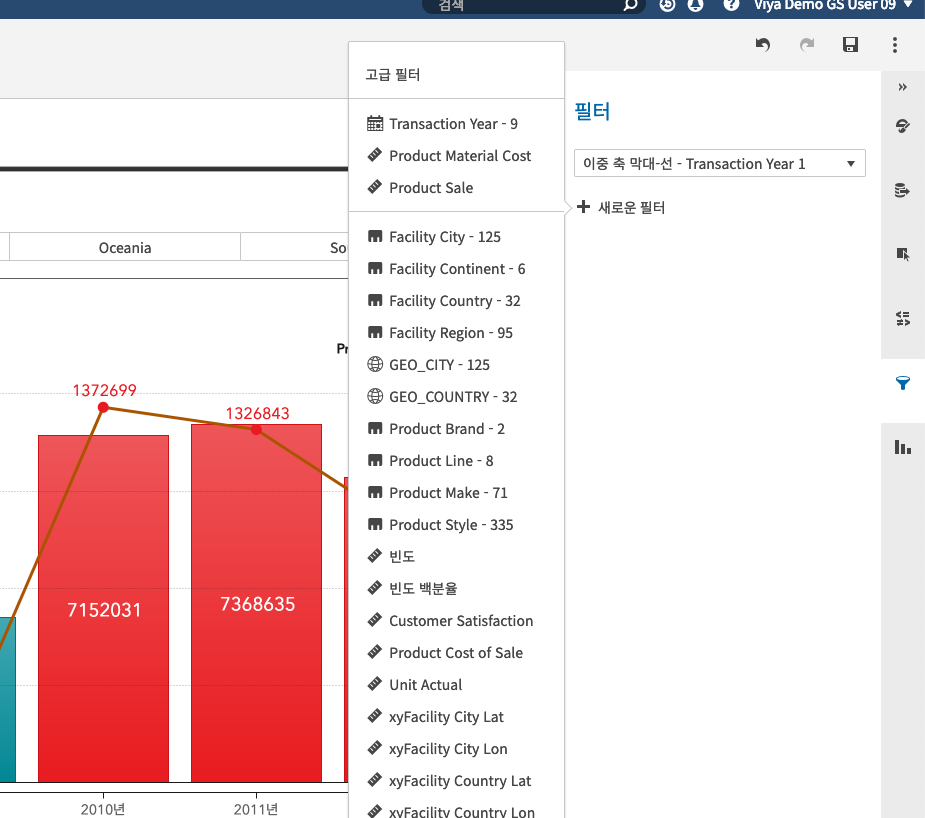 검색
Viya Demo GS User 09
고급 필터
Transaction Year - 9
Product Material Cost
Product Sale
Facility City - 125
Facility Continent - 6
Facility Country - 32
Facility Region - 95
GEO_CITY - 125
GEO_COUNTRY - 32
Product Brand - 2
Product Line - 8
Product Make - 71
Product Style - 335
빈도
빈도 백분율
Customer Satisfaction
Product Cost of Sale
Unit Actual
xyFacility City Lat
xyFacility City Lon
xyFacility Country Lat
xyFacility Country Lon
필터
이중 축 막대-선 - Transaction Year 1
새로운 필터
Oceania
1372699
1326843
7152031
7368635
2010년
2011년